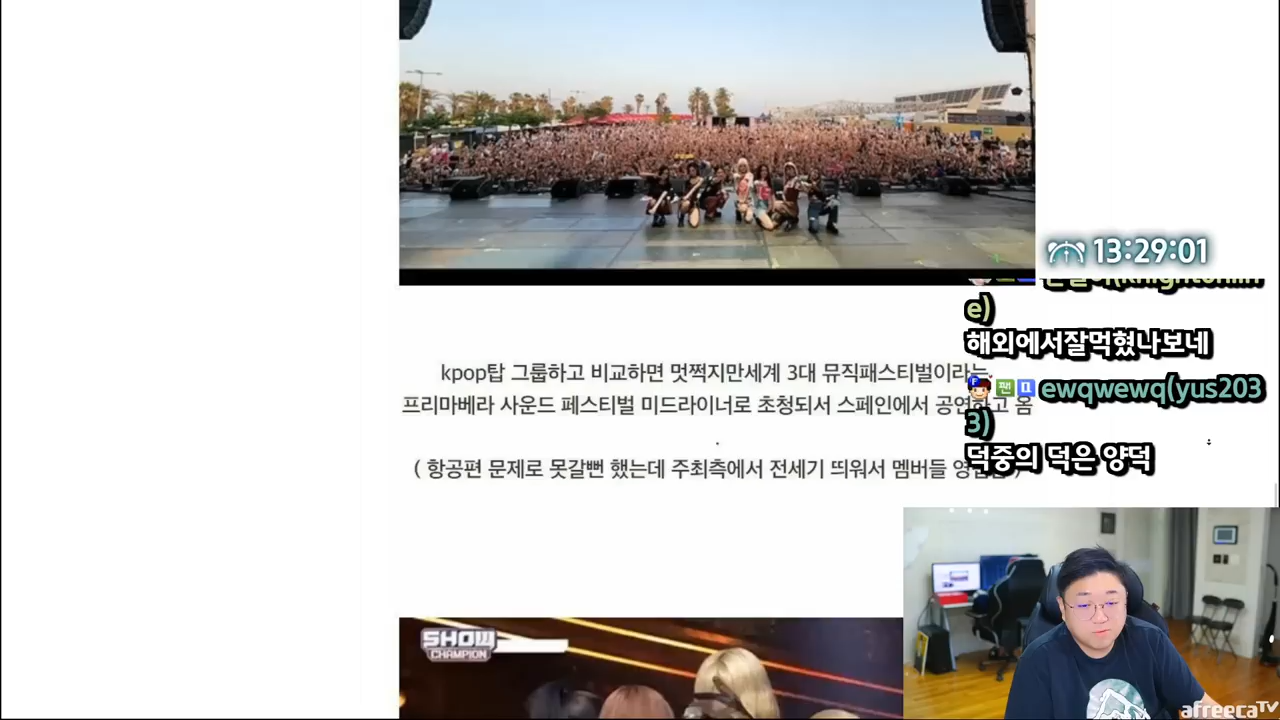 13:29:01
e)
해외에서잘먹혔나보네
팬 ewqwewq(yus203
3)
덕중의 덕은 양덕
kpop탑 그룹하고 비교하면 멋쩍지만세계 3대 뮤직패스티벌이라는
프리마베라 사운드 페스티벌 미드라이너로 초청되서 스페인에서 공연하고 옴
( 항공편 문제로 못갈뻔 했는데 주최측에서 전세기 띄워서 멤버들
SHOW
CHAMPION
afreecaTV